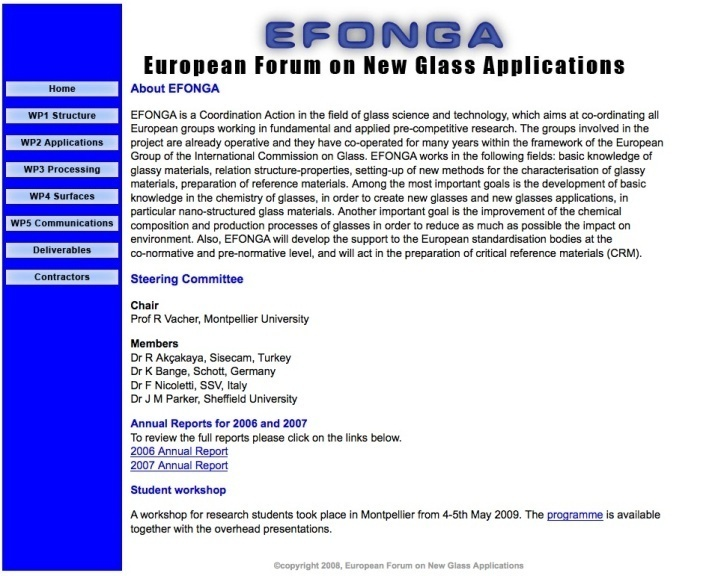 EFONGA
European Forum on New Glass Applications
Home
WP1 Structure
WP2 Applications
WP3 Processing
WP4 Surfaces
WP5 Communications
Deliverables
Contractors
About EFONGA
EFONGA is a Coordination Action in the field of glass science and technology, which aims at co-ordinating all
European groups working in fundamental and applied pre-competitive research. The groups involved in the
project are already operative and they have co-operated for many years within the framework of the European
Group of the International Commission on Glass. EFONGA works in the following fields: basic knowledge of
glassy materials, relation structure-properties, setting-up of new methods for the characterisation of glassy
materials, preparation of reference materials. Among the most important goals is the development of basic
knowledge in the chemistry of glasses, in order to create new glasses and new glasses applications, in
particular nano-structured glass materials. Another important goal is the improvement of the chemical
composition and production processes of glasses in order to reduce as much as possible the impact on
environment. Also, EFONGA will develop the support to the European standardisation bodies at the
co-normative and pre-normative level, and will act in the preparation of critical reference materials (CRM).
Steering Committee
Chair
Prof R Vacher, Montpellier University
Members
Dr R Akçakaya, Sisecam, Turkey
Dr K Bange, Schott, Germany
Dr F Nicoletti, SSV, Italy
Dr J M Parker, Sheffield University
Annual Reports for 2006 and 2007
To review the full reports please click on the links below.
2006 Annual Report
2007 Annual Report
Student workshop
A workshop for research students took place in Montpellier from 4-5th May 2009. The programme is available
together with the overhead presentations.
©copyright 2008, European Forum on New Glass Applications